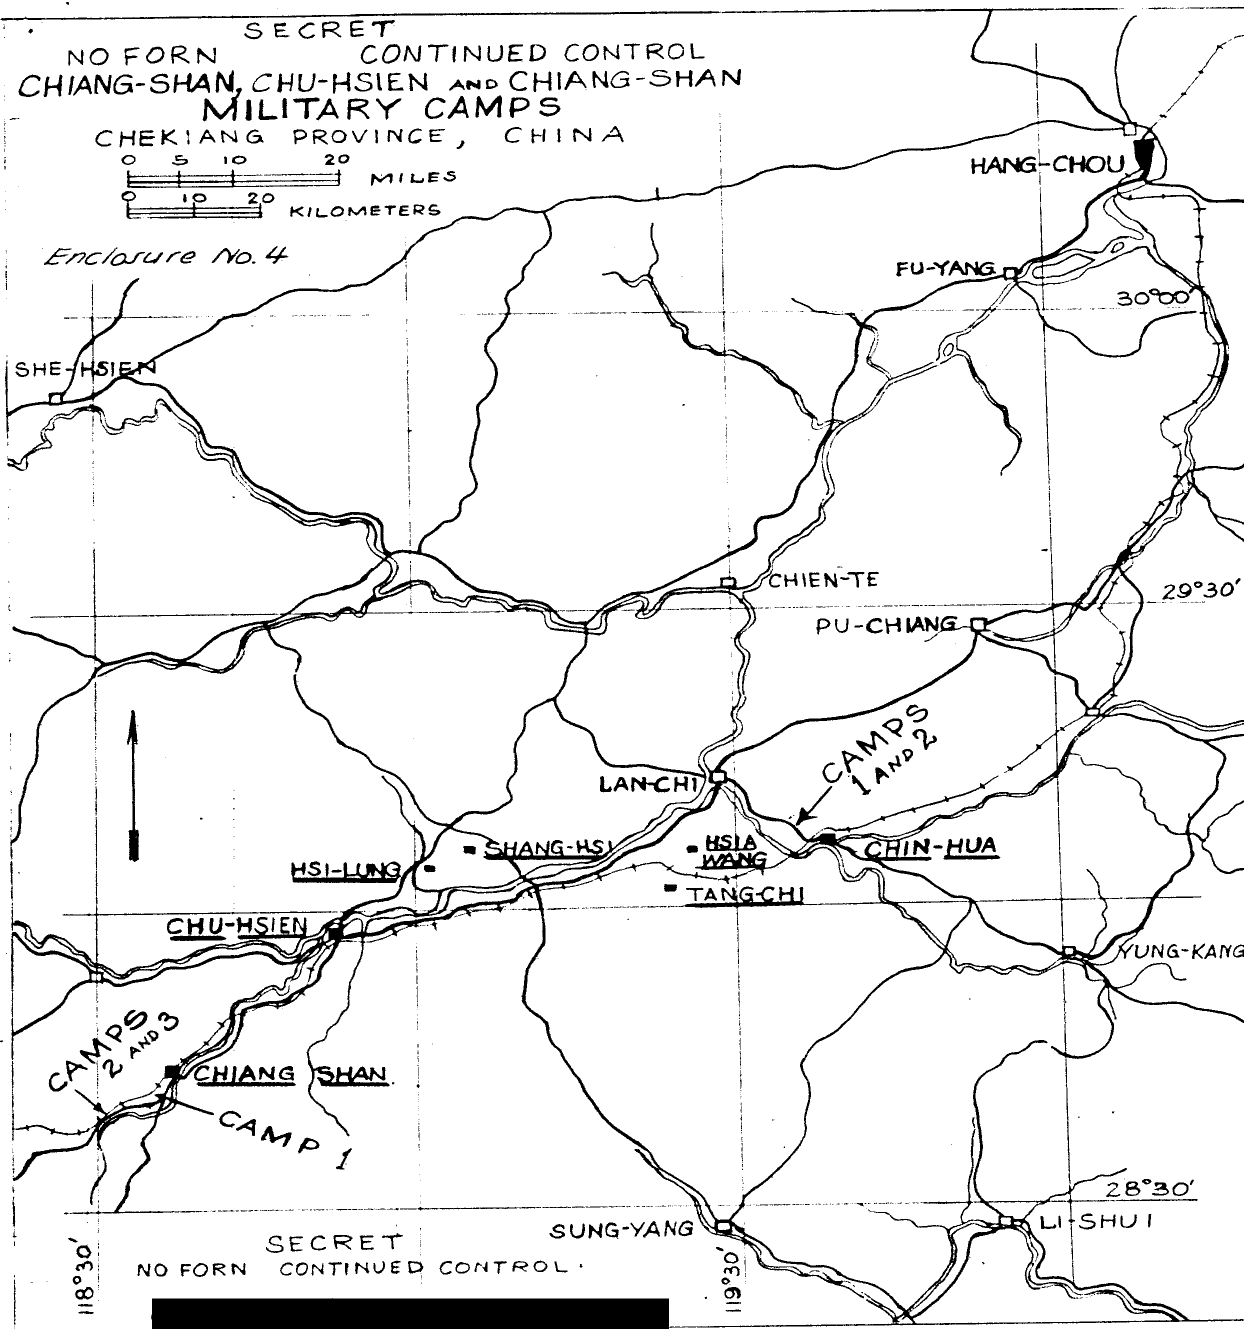 SECRET
NO FORN CONTINUED CONTROL
CHIANG-SHAN, CHU-HSIEN AND CHIANG-SHAN
MILITARY CAMPS
CHEKIANG PROVINCE, CHINA
0 5 10 20
MILES
0 10 20
KILOMETERS
Enclosure No. 4
HANG-CHOU
FU-YANG
30°00'
SHE-HSIEN
CHIEN-TE
29°30'
PU-CHIANG
CAMPS
1 AND 2
LAN-CHI
SHANG-HSI
HSIA
WANG
CHIN-HUA
HSI-LUNG
TANG-CHI
CHU-HSIEN
YUNG-KANG
CAMPS
2 AND 3
CHIANG SHAN
CAMP 1
28°30'
SUNG-YANG
LI-SHUI
118°30'
119°30'
SECRET
NO FORN CONTINUED CONTROL.